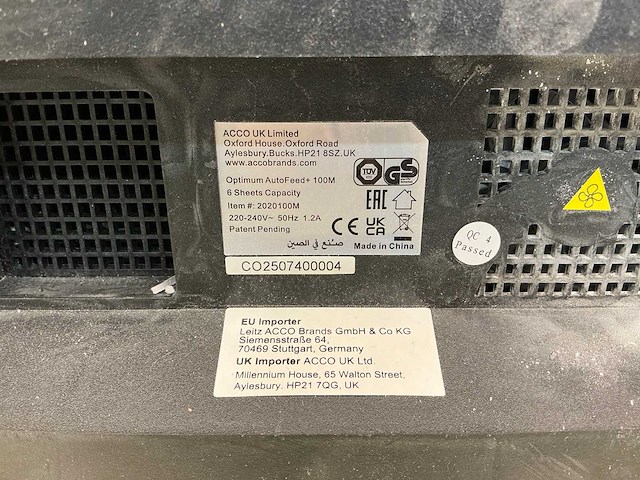 ACCO UK Limited
Oxford House.Oxford Road
Aylesbury.Bucks.HP21 8SZ.UK
www.accobrands.com
Optimum AutoFeed+ 100M
6 Sheets Capacity
Item #: 2020100M
220-240V~ 50Hz 1.2A
Patent Pending
TÜV
GS
EAC
CE
UK
CA
صنع في الصين
Made in China
CO2507400004
QC 4
Passed
EU Importer
Leitz ACCO Brands GmbH & Co KG
Siemensstraße 64,
70469 Stuttgart, Germany
UK Importer ACCO UK Ltd.
Millennium House, 65 Walton Street,
Aylesbury. HP21 7QG, UK